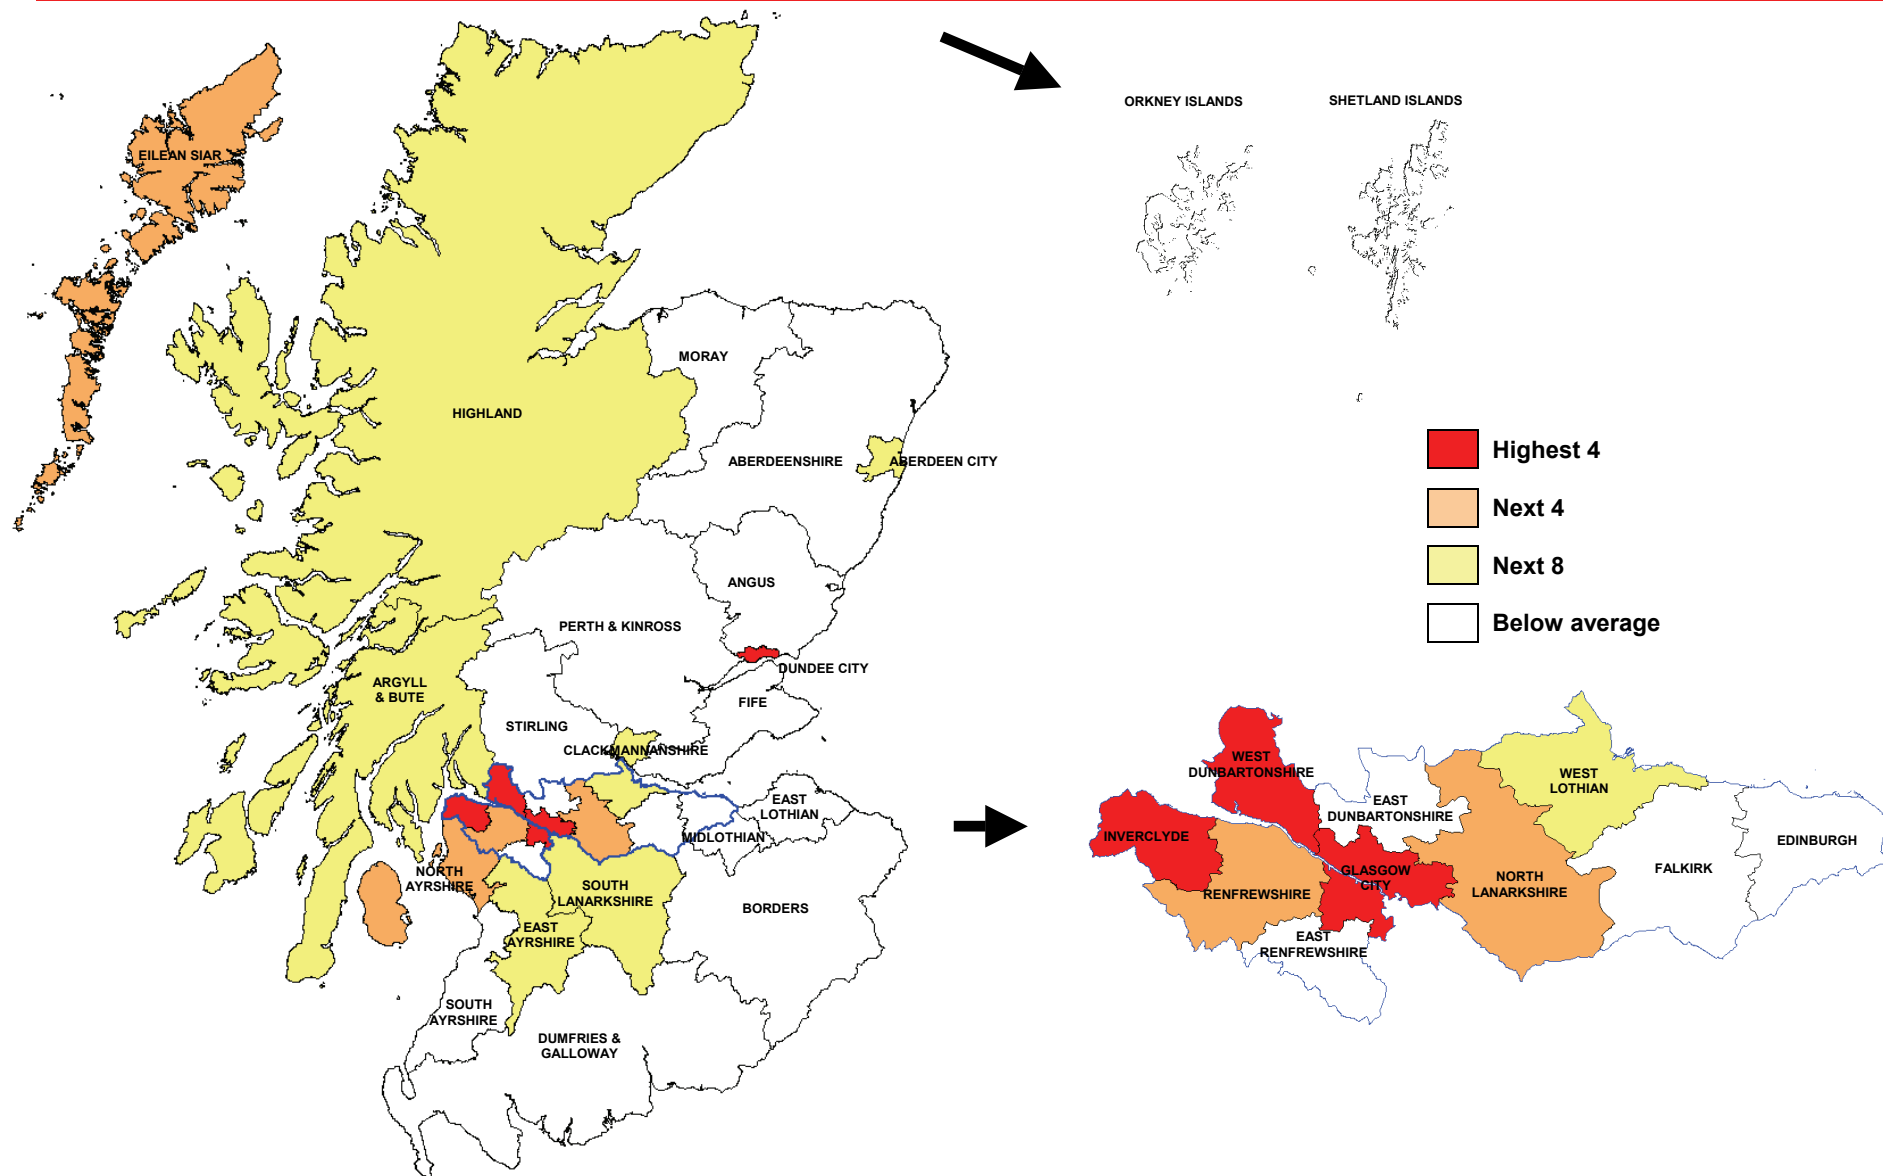 ORKNEY ISLANDS
SHETLAND ISLANDS
EILEAN SIAR
MORAY
HIGHLAND
ABERDEENSHIRE
ABERDEEN CITY
Highest 4
Next 4
Next 8
Below average
ANGUS
PERTH & KINROSS
DUNDEE CITY
ARGYLL
& BUTE
FIFE
STIRLING
CLACKMANNANSHIRE
EAST
LOTHIAN
MIDLOTHIAN
NORTH
AYRSHIRE
SOUTH
LANARKSHIRE
BORDERS
EAST
AYRSHIRE
SOUTH
AYRSHIRE
DUMFRIES &
GALLOWAY
WEST
DUNBARTONSHIRE
WEST
LOTHIAN
EAST
DUNBARTONSHIRE
INVERCLYDE
EDINBURGH
GLASGOW
CITY
FALKIRK
NORTH
LANARKSHIRE
RENFREWSHIRE
EAST
RENFREWSHIRE